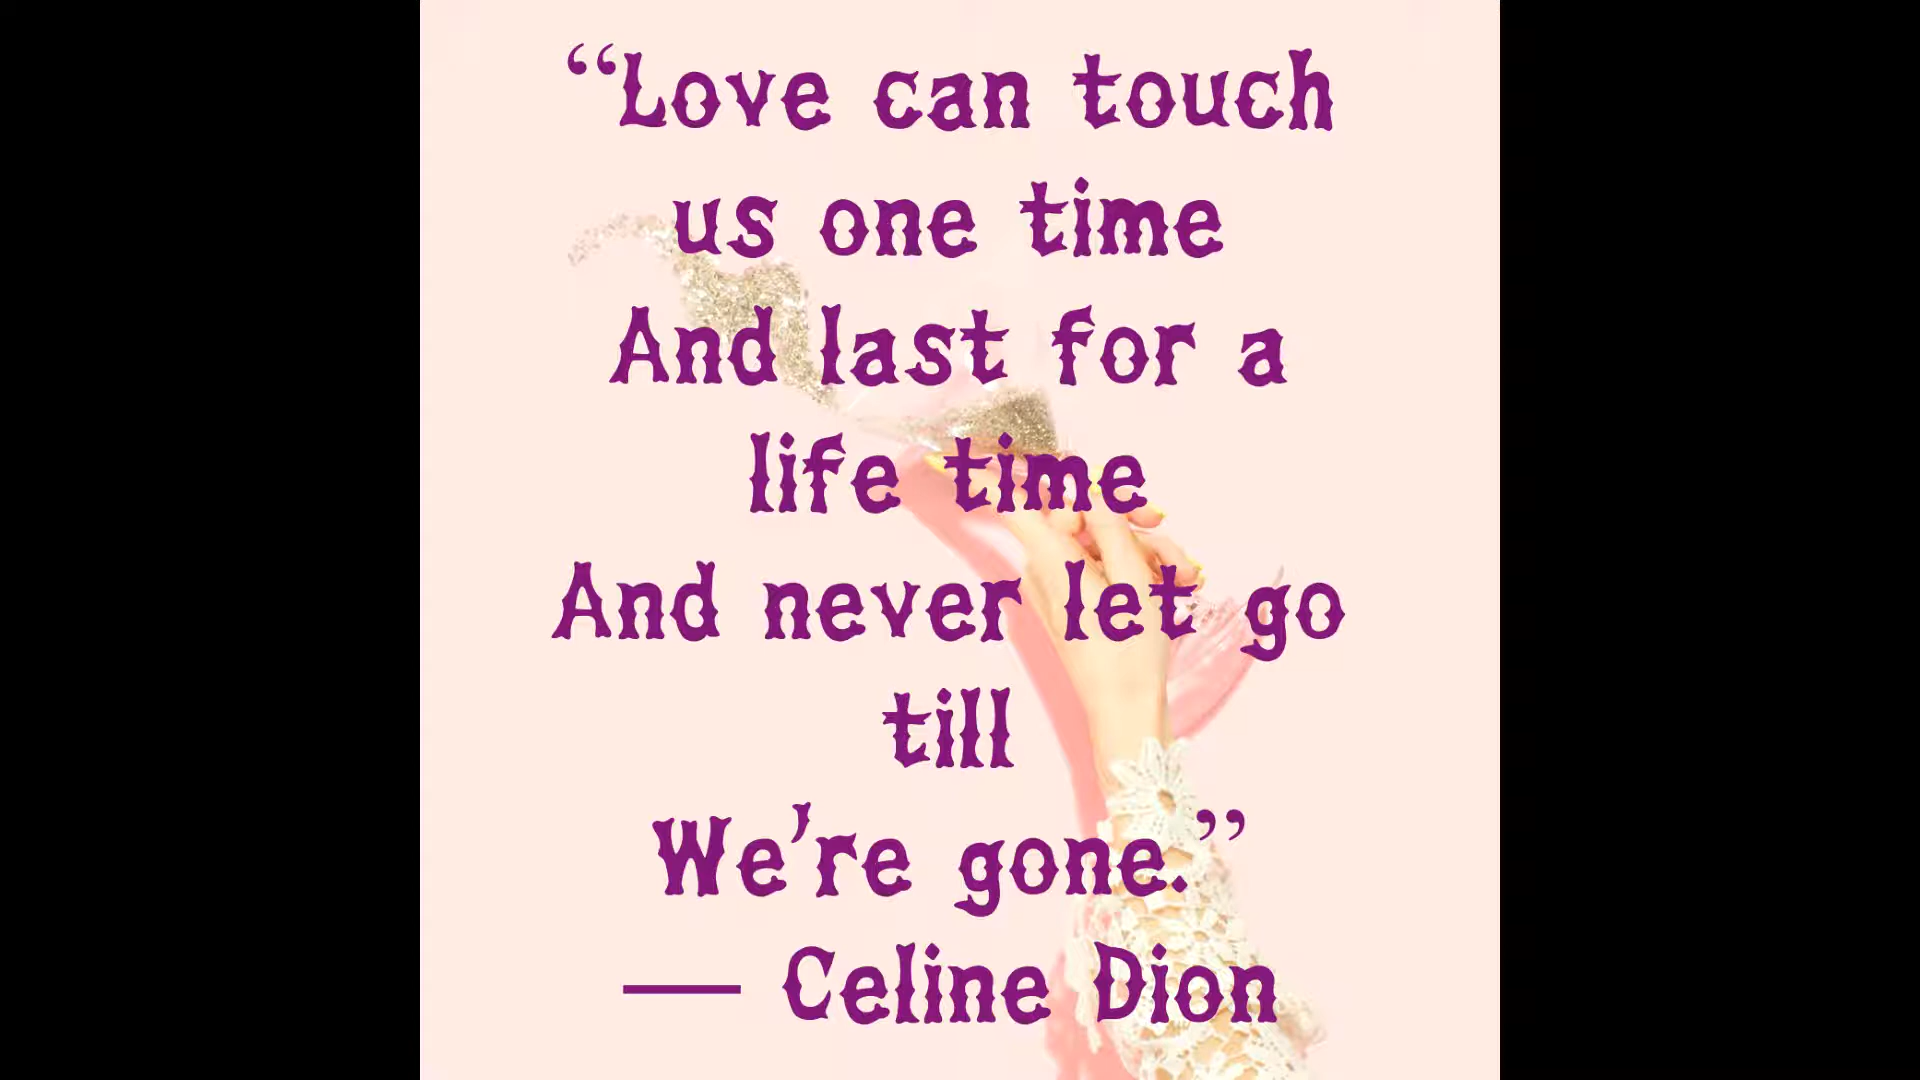 “Love can touch
us one time
And last for a
life time
And never let go
till
We’re gone.”
— Celine Dion